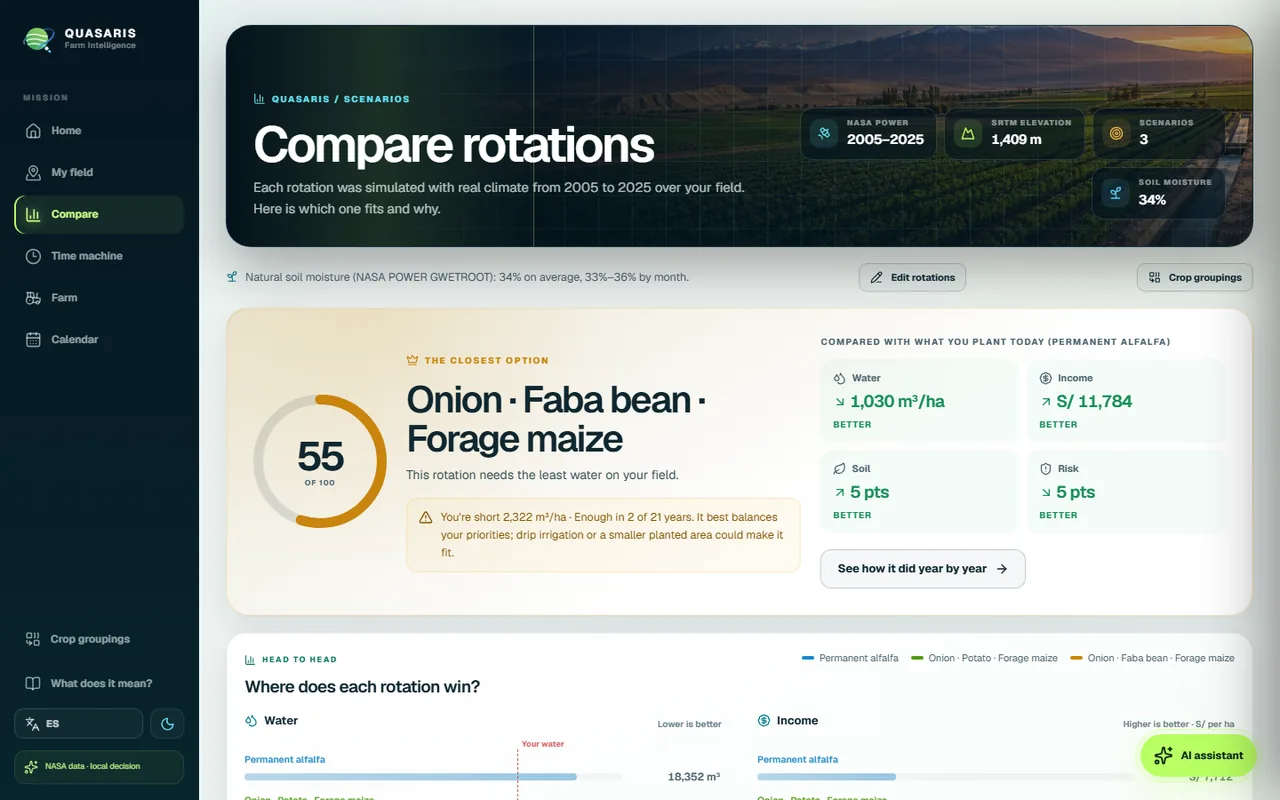 QUASARIS
Farm Intelligence
MISSION
Home
My field
Compare
Time machine
Farm
Calendar
Crop groupings
What does it mean?
ES
NASA data · local decision
QUASARIS / SCENARIOS
Compare rotations
Each rotation was simulated with real climate from 2005 to 2025 over your field.
Here is which one fits and why.
NASA POWER
2005–2025
SRTM ELEVATION
1,409 m
SCENARIOS
3
SOIL MOISTURE
34%
Natural soil moisture (NASA POWER GWETROOT): 34% on average, 33%–36% by month.
Edit rotations
Crop groupings
55
OF 100
THE CLOSEST OPTION
Onion · Faba bean ·
Forage maize
This rotation needs the least water on your field.
You're short 2,322 m³/ha · Enough in 2 of 21 years. It best balances
your priorities; drip irrigation or a smaller planted area could make it
fit.
COMPARED WITH WHAT YOU PLANT TODAY (PERMANENT ALFALFA)
Water
1,030 m³/ha
BETTER
Income
S/ 11,784
BETTER
Soil
5 pts
BETTER
Risk
5 pts
BETTER
See how it did year by year
HEAD TO HEAD
Permanent alfalfa
Onion · Potato · Forage maize
Onion · Faba bean · Forage maize
Where does each rotation win?
Water
Lower is better
Your water
Permanent alfalfa
18,352 m³
Onion · Potato · Forage maize
Income
Higher is better · S/ per ha
Permanent alfalfa
Onion · Potato · Forage maize
AI assistant